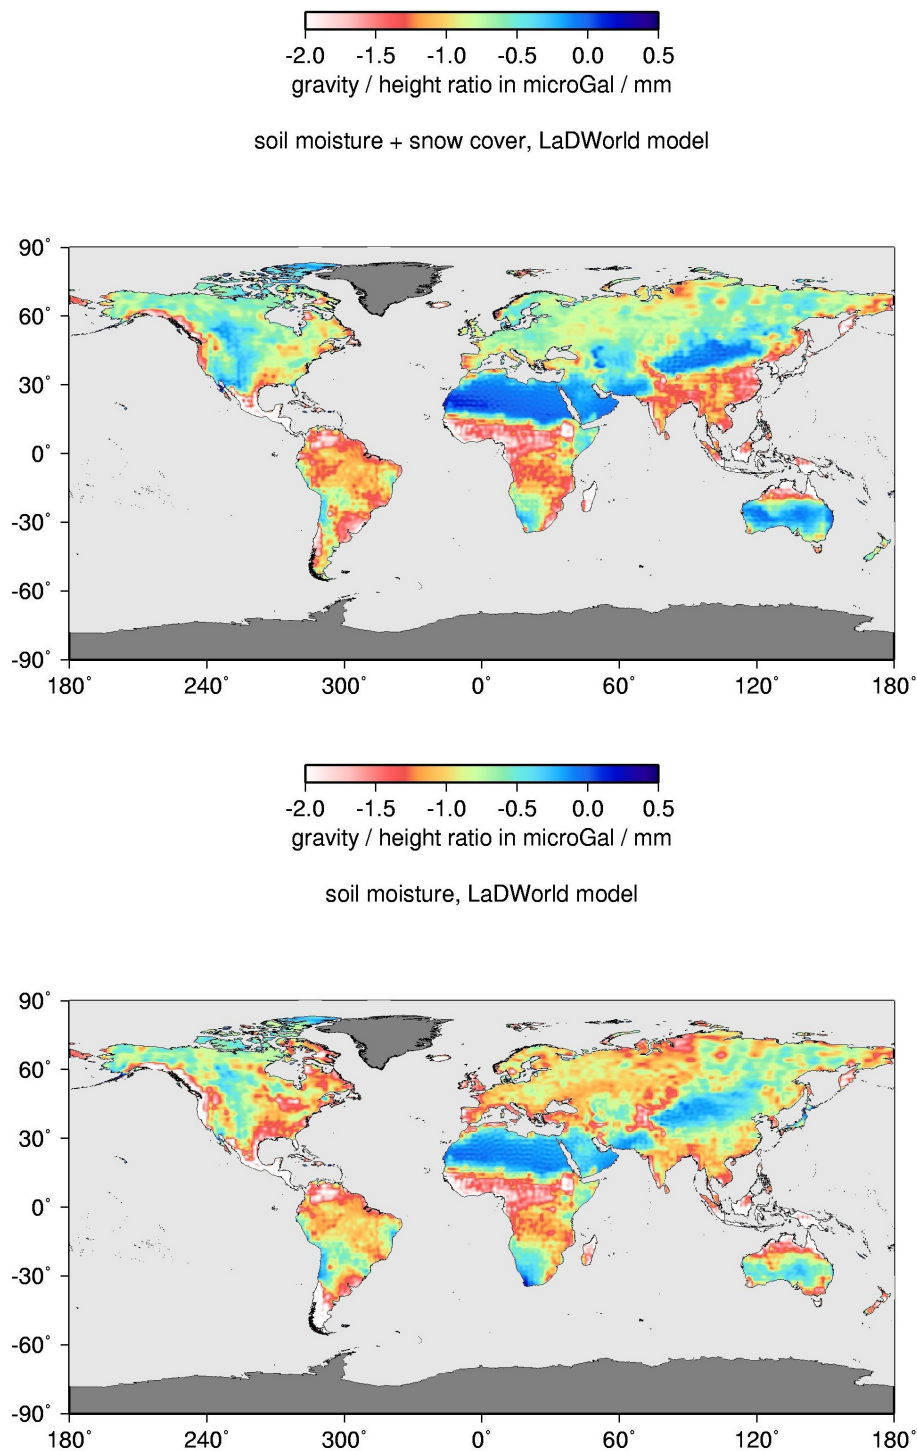 -2.0 -1.5 -1.0 -0.5 0.0 0.5
gravity / height ratio in microGal / mm
soil moisture + snow cover, LaDWorld model
90˚
60˚
30˚
0˚
-30˚
-60˚
-90˚
180˚ 240˚ 300˚ 0˚ 60˚ 120˚ 180˚
-2.0 -1.5 -1.0 -0.5 0.0 0.5
gravity / height ratio in microGal / mm
soil moisture, LaDWorld model
90˚
60˚
30˚
0˚
-30˚
-60˚
-90˚
180˚ 240˚ 300˚ 0˚ 60˚ 120˚ 180˚